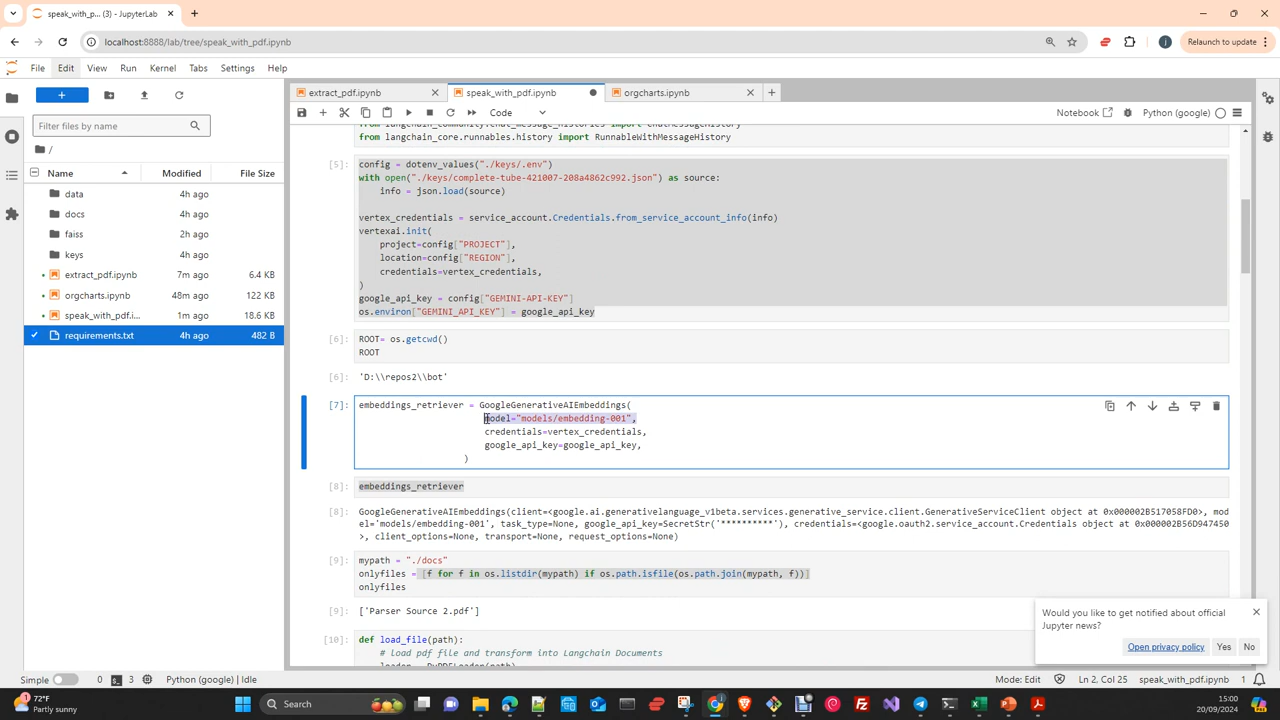 speak_with_p... (3) - JupyterLab
localhost:8888/lab/tree/speak_with_pdf.ipynb
Relaunch to update
File Edit View Run Kernel Tabs Settings Help
extract_pdf.ipynb
speak_with_pdf.ipynb
orgcharts.ipynb
Filter files by name
Code
Notebook
Python (google)
/
Name Modified File Size
data 4h ago
docs 4h ago
faiss 2h ago
keys 4h ago
extract_pdf.ipynb 7m ago 6.4 KB
orgcharts.ipynb 48m ago 122 KB
speak_with_pdf.i... 1m ago 18.6 KB
requirements.txt 4h ago 482 B
from langchain_community.chat_message_histories import ChatMessageHistory
from langchain_core.runnables.history import RunnableWithMessageHistory
[5]: config = dotenv_values("./keys/.env")
with open("./keys/complete-tube-421007-208a4862c992.json") as source:
info = json.load(source)
vertex_credentials = service_account.Credentials.from_service_account_info(info)
vertexai.init(
project=config["PROJECT"],
location=config["REGION"],
credentials=vertex_credentials,
)
google_api_key = config["GEMINI-API-KEY"]
os.environ["GEMINI_API_KEY"] = google_api_key
[6]: ROOT= os.getcwd()
ROOT
[6]: 'D:\\repos2\\bot'
[7]: embeddings_retriever = GoogleGenerativeAIEmbeddings(
model="models/embedding-001",
credentials=vertex_credentials,
google_api_key=google_api_key,
)
[8]: embeddings_retriever
[8]: GoogleGenerativeAIEmbeddings(client=<google.ai.generativelanguage_v1beta.services.generative_service.client.GenerativeServiceClient object at 0x000002B517058FD0>, mod
el='models/embedding-001', task_type=None, google_api_key=SecretStr('**********'), credentials=<google.oauth2.service_account.Credentials object at 0x000002B56D947450
>, client_options=None, transport=None, request_options=None)
[9]: mypath = "./docs"
onlyfiles = [f for f in os.listdir(mypath) if os.path.isfile(os.path.join(mypath, f))]
onlyfiles
[9]: ['Parser Source 2.pdf']
[10]: def load_file(path):
# load pdf file and transform into Langchain Documents
loader = PyPDFLoader(path)
Would you like to get notified about official
Jupyter news?
Open privacy policy Yes No
Simple 0 3 Python (google) | Idle
Mode: Edit Ln 2, Col 25 speak_with_pdf.ipynb 1
72°F
Partly sunny
Search
15:00
20/09/2024